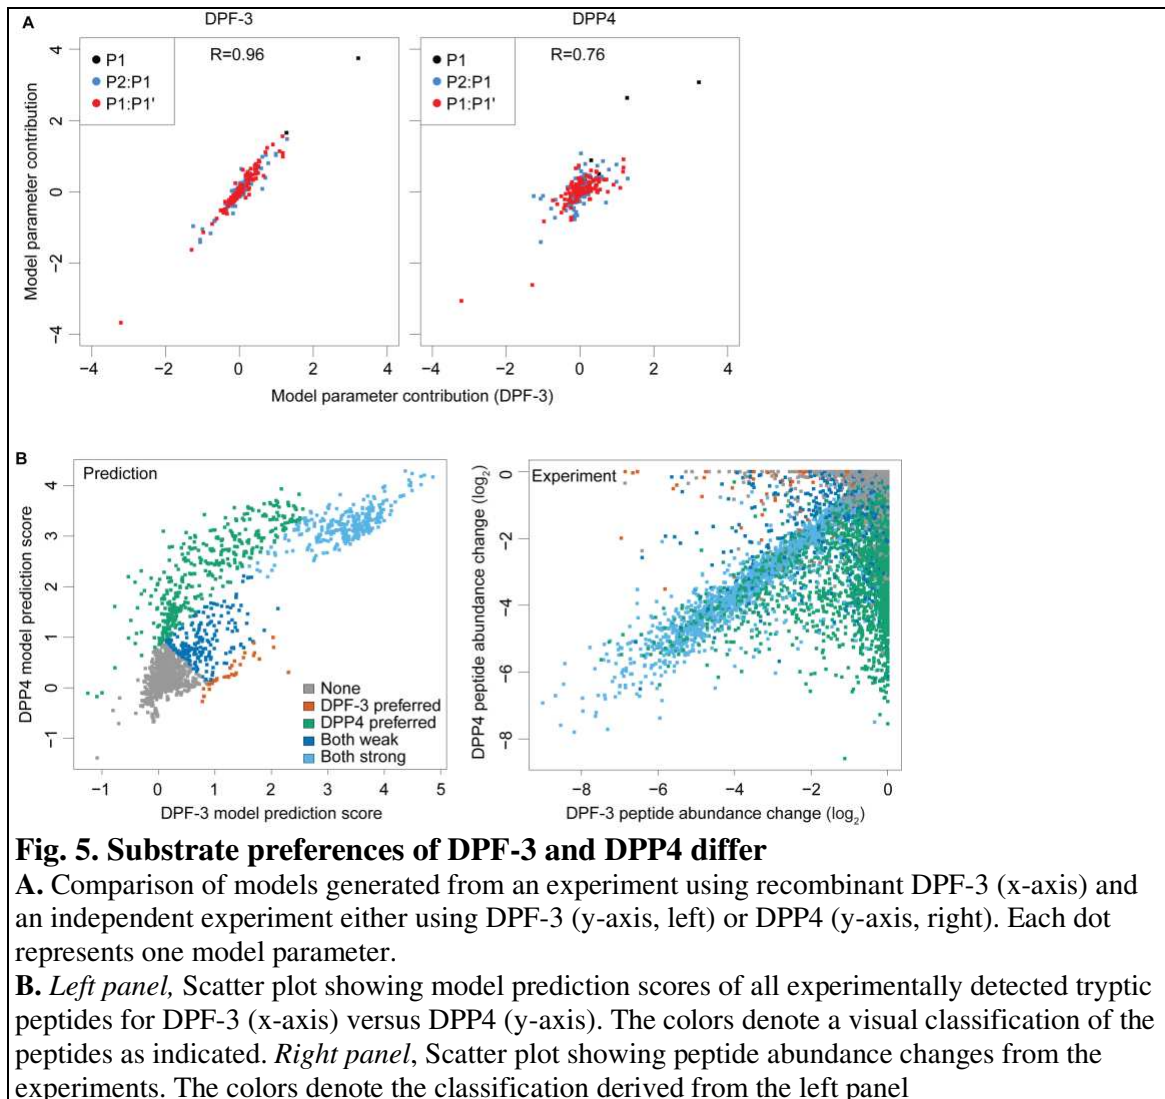 A
DPF-3
DPP4
P1
P2:P1
P1:P1'
R=0.96
P1
P2:P1
P1:P1'
R=0.76
Model parameter contribution
4
2
0
−2
−4
−4
−2
0
2
4
−4
−2
0
2
4
Model parameter contribution (DPF-3)
B
Prediction
DPP4 model prediction score
4
3
2
1
0
−1
None
DPF-3 preferred
DPP4 preferred
Both weak
Both strong
−1
0
1
2
3
4
5
DPF-3 model prediction score
Experiment
DPP4 peptide abundance change (log2)
0
−2
−4
−6
−8
−8
−6
−4
−2
0
DPF-3 peptide abundance change (log2)
Fig. 5. Substrate preferences of DPF-3 and DPP4 differ
A. Comparison of models generated from an experiment using recombinant DPF-3 (x-axis) and
an independent experiment either using DPF-3 (y-axis, left) or DPP4 (y-axis, right). Each dot
represents one model parameter.
B. Left panel, Scatter plot showing model prediction scores of all experimentally detected tryptic
peptides for DPF-3 (x-axis) versus DPP4 (y-axis). The colors denote a visual classification of the
peptides as indicated. Right panel, Scatter plot showing peptide abundance changes from the
experiments. The colors denote the classification derived from the left panel